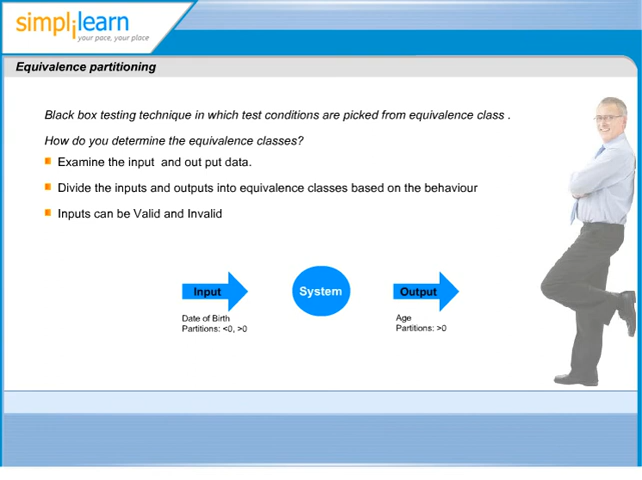 simplilearn
your pace, your place
Equivalence partitioning
Black box testing technique in which test conditions are picked from equivalence class .
How do you determine the equivalence classes?
Examine the input and out put data.
Divide the inputs and outputs into equivalence classes based on the behaviour
Inputs can be Valid and Invalid
Input
System
Output
Date of Birth
Partitions: <0, >0
Age
Partitions: >0